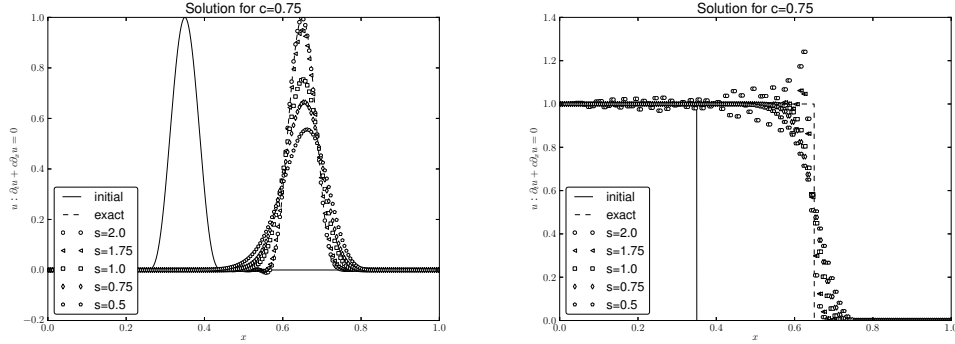 Solution for c=0.75
1.0
0.8
0.6
0.4
0.2
0.0
−0.2
0.0 0.2 0.4 0.6 0.8 1.0
x
u : ∂ₜu + c∂ₓu = 0
initial
exact
s=2.0
s=1.75
s=1.0
s=0.75
s=0.5
Solution for c=0.75
1.4
1.2
1.0
0.8
0.6
0.4
0.2
0.0
0.0 0.2 0.4 0.6 0.8 1.0
x
u : ∂ₜu + c∂ₓu = 0
initial
exact
s=2.0
s=1.75
s=1.0
s=0.75
s=0.5